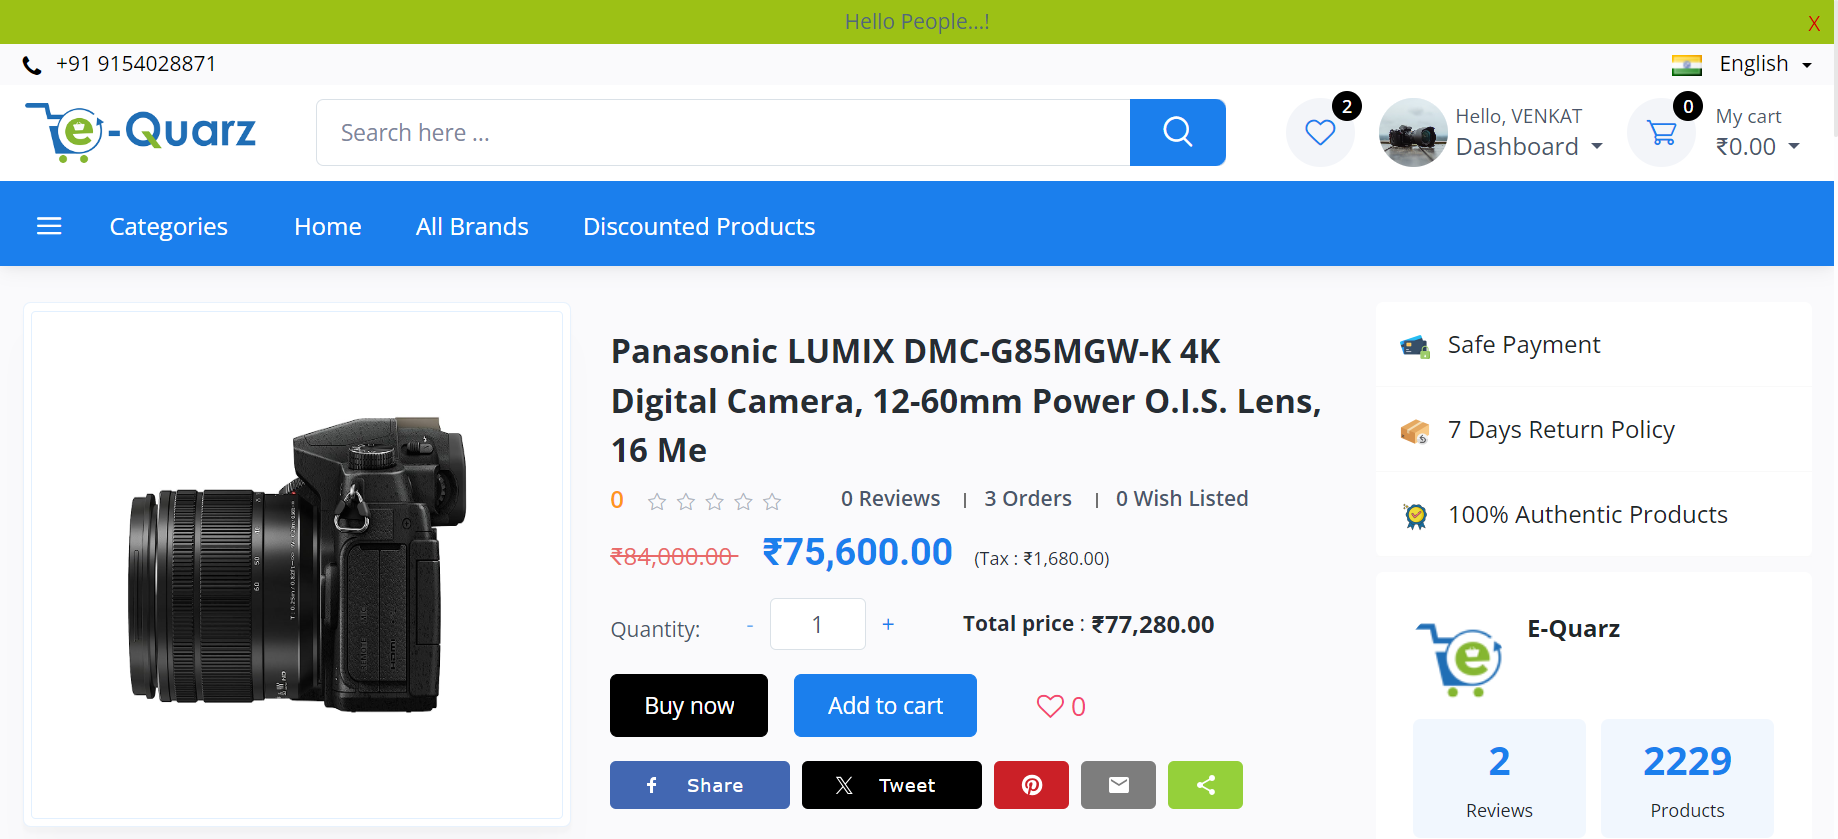 Hello People...!
X
+91 9154028871
English
e-Quarz
Search here ...
2
Hello, VENKAT
Dashboard
0
My cart
₹0.00
Categories
Home
All Brands
Discounted Products
Panasonic LUMIX DMC-G85MGW-K 4K
Digital Camera, 12-60mm Power O.I.S. Lens,
16 Me
0
0 Reviews | 3 Orders | 0 Wish Listed
₹84,000.00 ₹75,600.00 (Tax : ₹1,680.00)
Quantity: - 1 + Total price : ₹77,280.00
Buy now
Add to cart
0
Share
Tweet
Safe Payment
7 Days Return Policy
100% Authentic Products
e
E-Quarz
2
Reviews
2229
Products